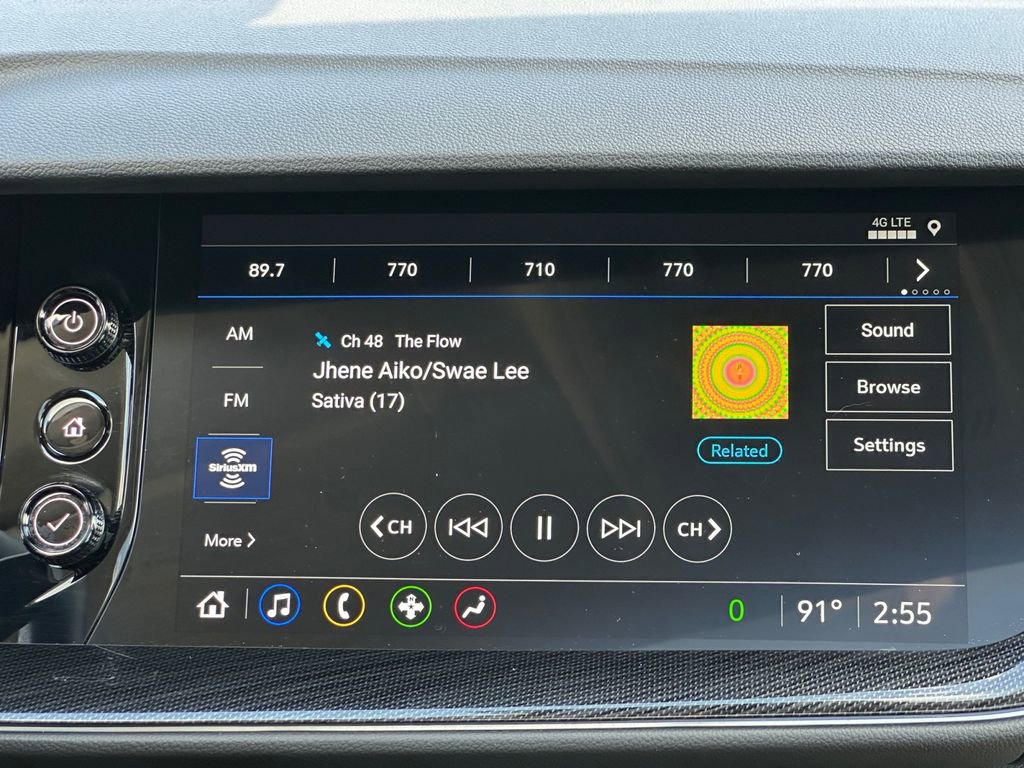 4G LTE
89.7 770 710 770 770
AM
FM
SiriusXM
More
Ch 48 The Flow
Jhene Aiko/Swae Lee
Sativa (17)
Related
Sound
Browse
Settings
CH
CH
0 91° 2:55